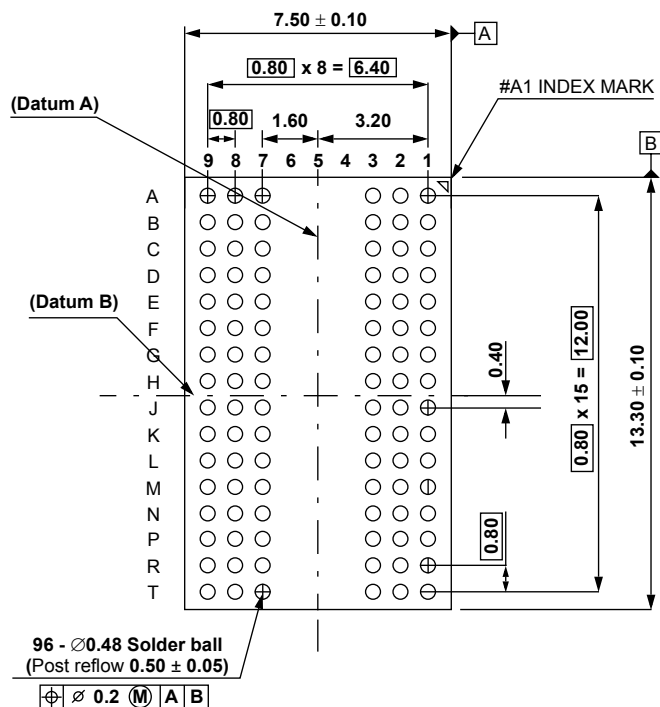 7.50 ± 0.10
A
0.80 x 8 = 6.40
#A1 INDEX MARK
(Datum A)
0.80 1.60 3.20
B
9 8 7 6 5 4 3 2 1
A
B
C
D
(Datum B)
E
F
G
0.40
H
J
0.80 x 15 = 12.00
13.30 ± 0.10
K
L
M
N
P
0.80
R
T
96 - ∅0.48 Solder ball
(Post reflow 0.50 ± 0.05)
⌖ ⌀ 0.2 Ⓜ A B